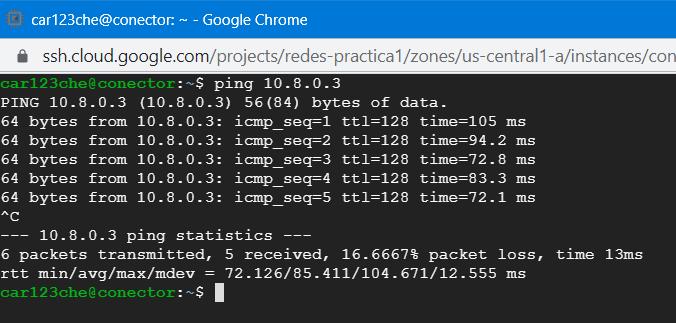 car123che@conector: ~ - Google Chrome
ssh.cloud.google.com/projects/redes-practica1/zones/us-central1-a/instances/con
car123che@conector:~$ ping 10.8.0.3
PING 10.8.0.3 (10.8.0.3) 56(84) bytes of data.
64 bytes from 10.8.0.3: icmp_seq=1 ttl=128 time=105 ms
64 bytes from 10.8.0.3: icmp_seq=2 ttl=128 time=94.2 ms
64 bytes from 10.8.0.3: icmp_seq=3 ttl=128 time=72.8 ms
64 bytes from 10.8.0.3: icmp_seq=4 ttl=128 time=83.3 ms
64 bytes from 10.8.0.3: icmp_seq=5 ttl=128 time=72.1 ms
^C
--- 10.8.0.3 ping statistics ---
6 packets transmitted, 5 received, 16.6667% packet loss, time 13ms
rtt min/avg/max/mdev = 72.126/85.411/104.671/12.555 ms
car123che@conector:~$